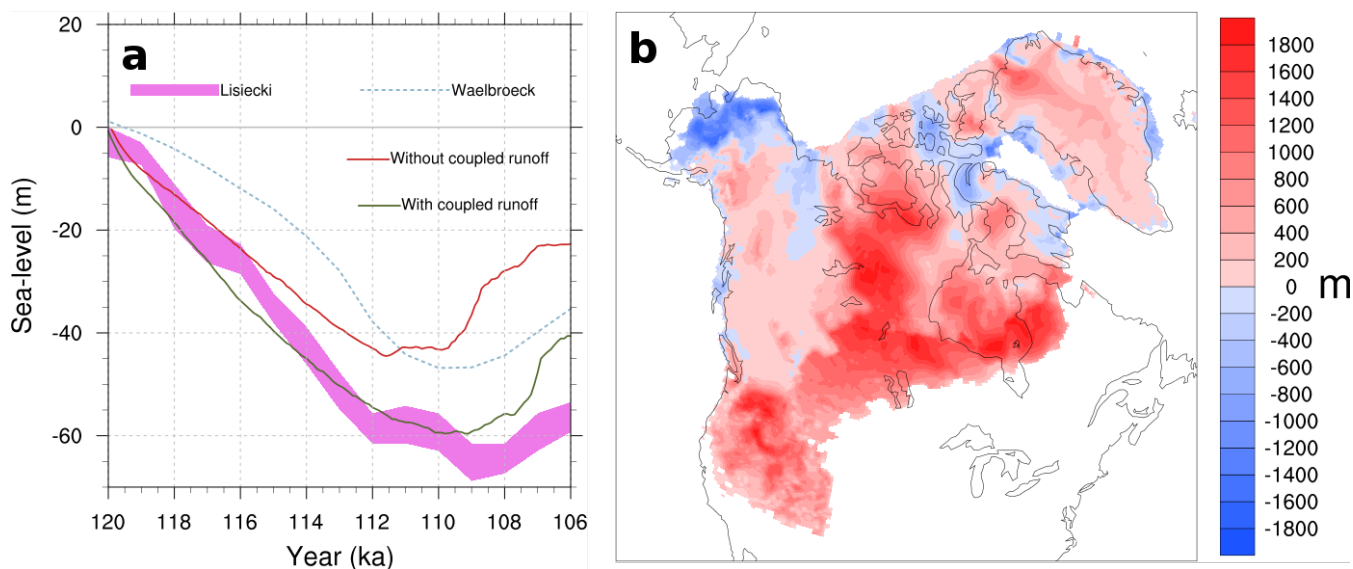 a
Lisiecki
Waelbroeck
Without coupled runoff
With coupled runoff
Sea-level (m)
20
0
-20
-40
-60
120 118 116 114 112 110 108 106
Year (ka)
b
1800
1600
1400
1200
1000
800
600
400
200
0
-200
-400
-600
-800
-1000
-1200
-1400
-1600
-1800
m